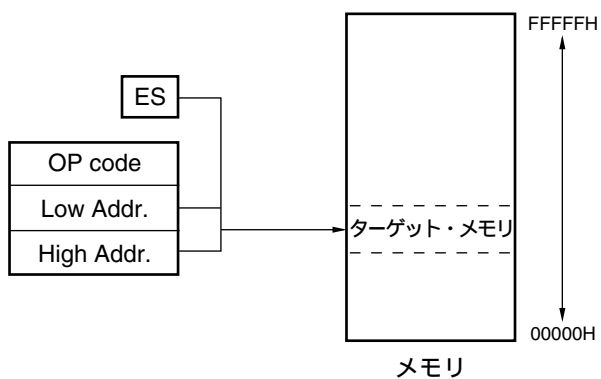 FFFFFH
ES
OP code
Low Addr.
High Addr.
ターゲット・メモリ
00000H
メモリ